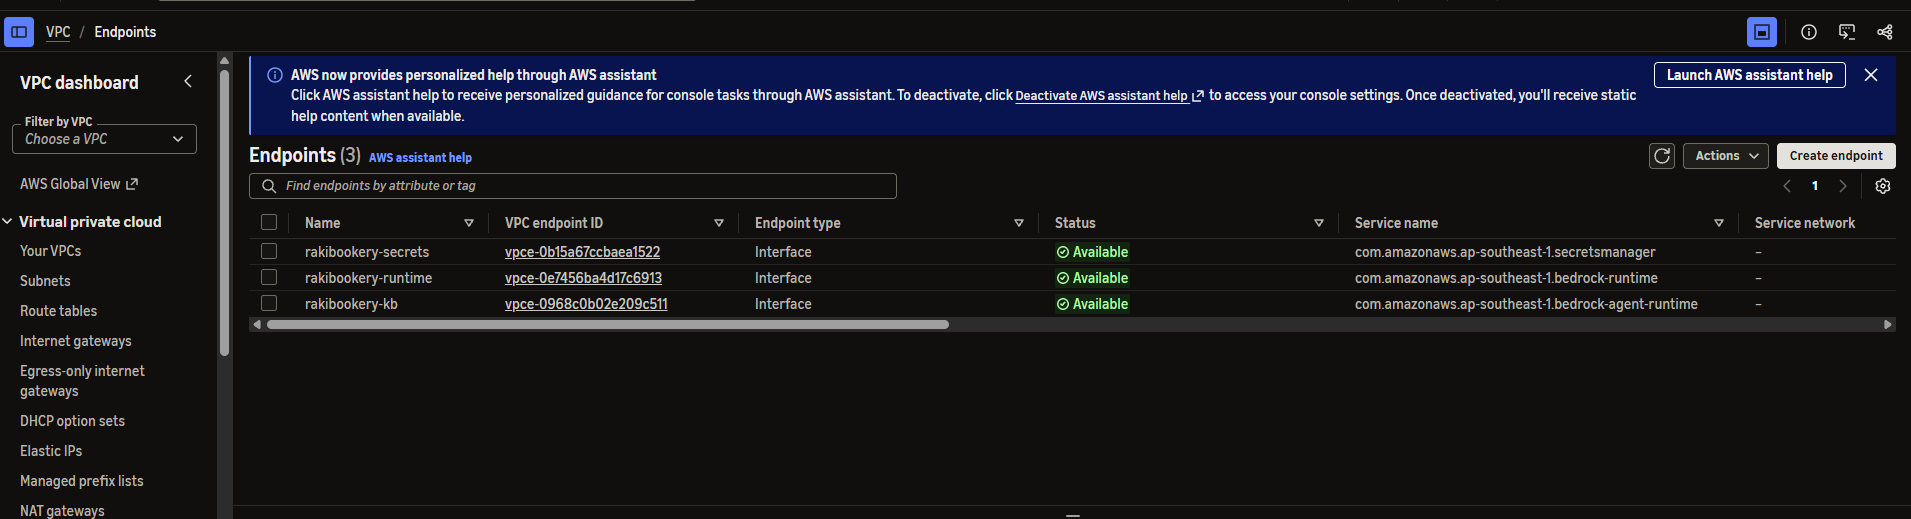 VPC / Endpoints
VPC dashboard
Filter by VPC
Choose a VPC
AWS Global View
Virtual private cloud
Your VPCs
Subnets
Route tables
Internet gateways
Egress-only internet
gateways
DHCP option sets
Elastic IPs
Managed prefix lists
NAT gateways
AWS now provides personalized help through AWS assistant
Click AWS assistant help to receive personalized guidance for console tasks through AWS assistant. To deactivate, click Deactivate AWS assistant help to access your console settings. Once deactivated, you'll receive static
help content when available.
Launch AWS assistant help
Endpoints (3) AWS assistant help
Actions
Create endpoint
Find endpoints by attribute or tag
1
Name VPC endpoint ID Endpoint type Status Service name Service network
rakibookery-secrets vpce-0b15a67ccbaea1522 Interface Available com.amazonaws.ap-southeast-1.secretsmanager –
rakibookery-runtime vpce-0e7456ba4d17c6913 Interface Available com.amazonaws.ap-southeast-1.bedrock-runtime –
rakibookery-kb vpce-0968c0b02e209c511 Interface Available com.amazonaws.ap-southeast-1.bedrock-agent-runtime –